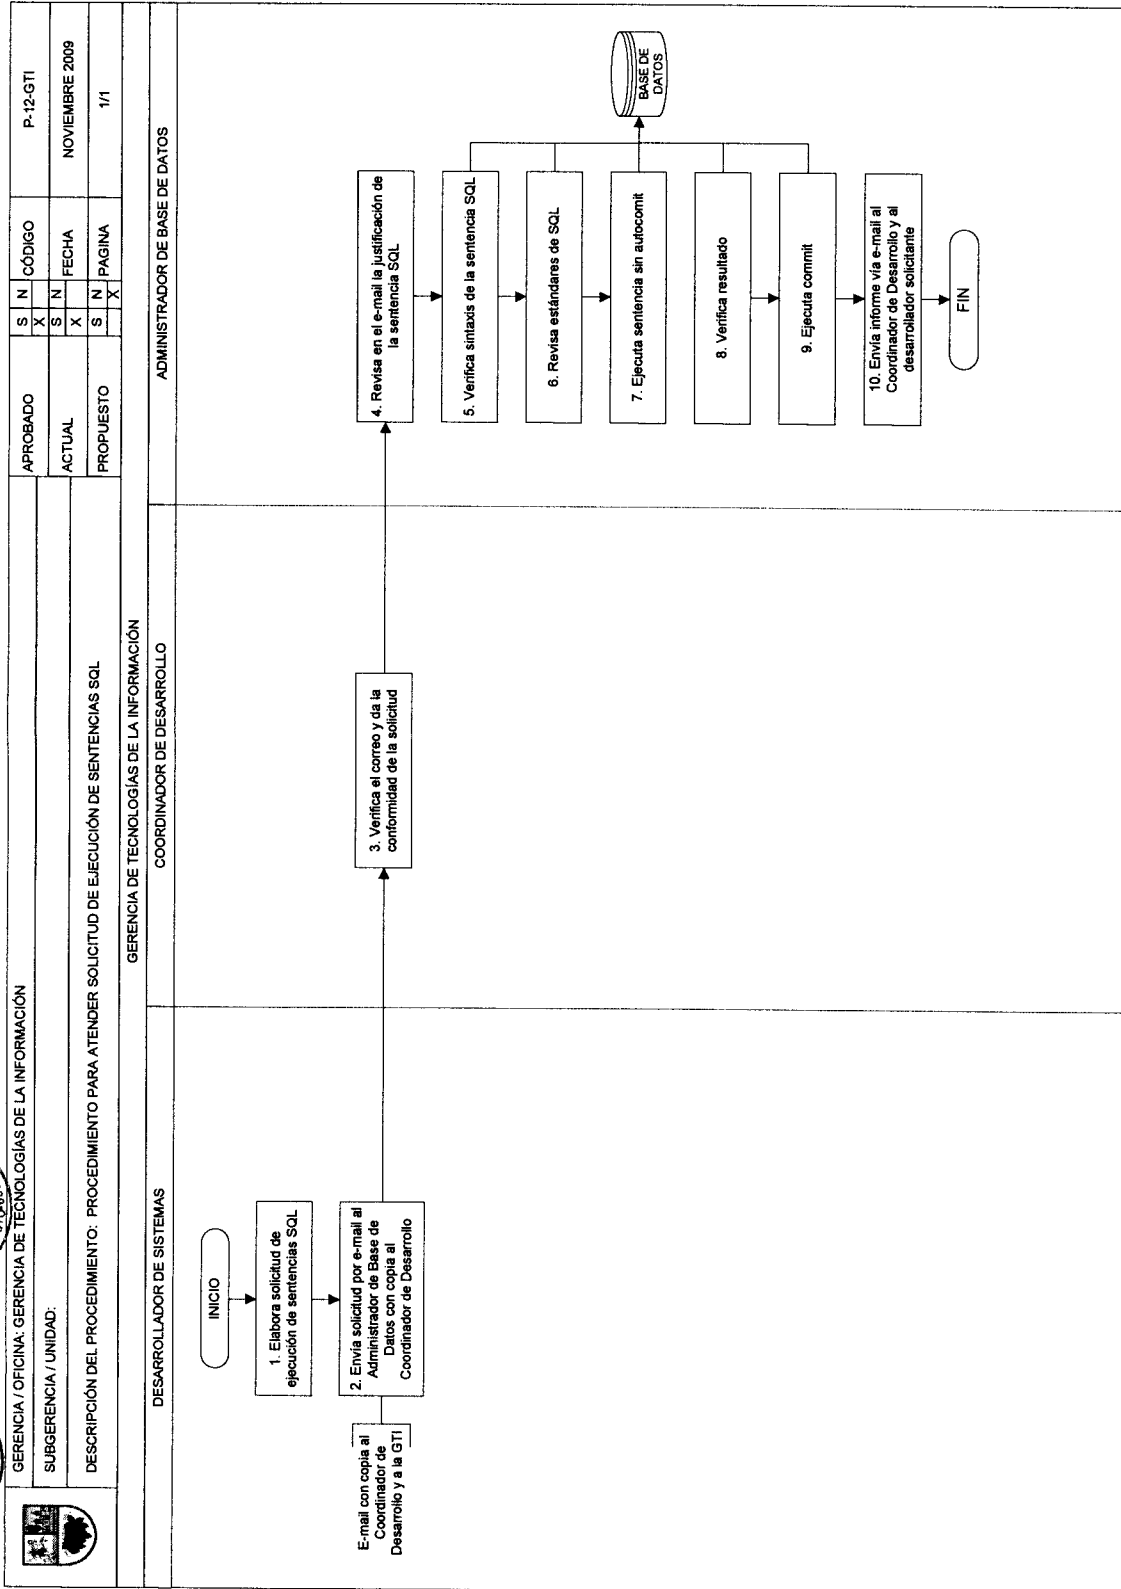 GERENCIA / OFICINA: GERENCIA DE TECNOLOGÍAS DE LA INFORMACIÓN
SUBGERENCIA / UNIDAD:
DESCRIPCIÓN DEL PROCEDIMIENTO: PROCEDIMIENTO PARA ATENDER SOLICITUD DE EJECUCIÓN DE SENTENCIAS SQL
APROBADO S N CÓDIGO P-12-GTI
X
ACTUAL S N FECHA NOVIEMBRE 2009
X
PROPUESTO S N PAGINA 1/1
X
GERENCIA DE TECNOLOGÍAS DE LA INFORMACIÓN
DESARROLLADOR DE SISTEMAS
COORDINADOR DE DESARROLLO
ADMINISTRADOR DE BASE DE DATOS
INICIO
1. Elabora solicitud de
ejecución de sentencias SQL
2. Envía solicitud por e-mail al
Administrador de Base de
Datos con copia al
Coordinador de Desarrollo
E-mail con copia al
Coordinador de
Desarrollo y a la GTI
3. Verifica el correo y da la
conformidad de la solicitud
4. Revisa en el e-mail la justificación de
la sentencia SQL
5. Verifica sintaxis de la sentencia SQL
6. Revisa estándares de SQL
7. Ejecuta sentencia sin autocomit
8. Verifica resultado
9. Ejecuta commit
10. Envía informe vía e-mail al
Coordinador de Desarrollo y al
desarrollador solicitante
FIN
BASE DE
DATOS